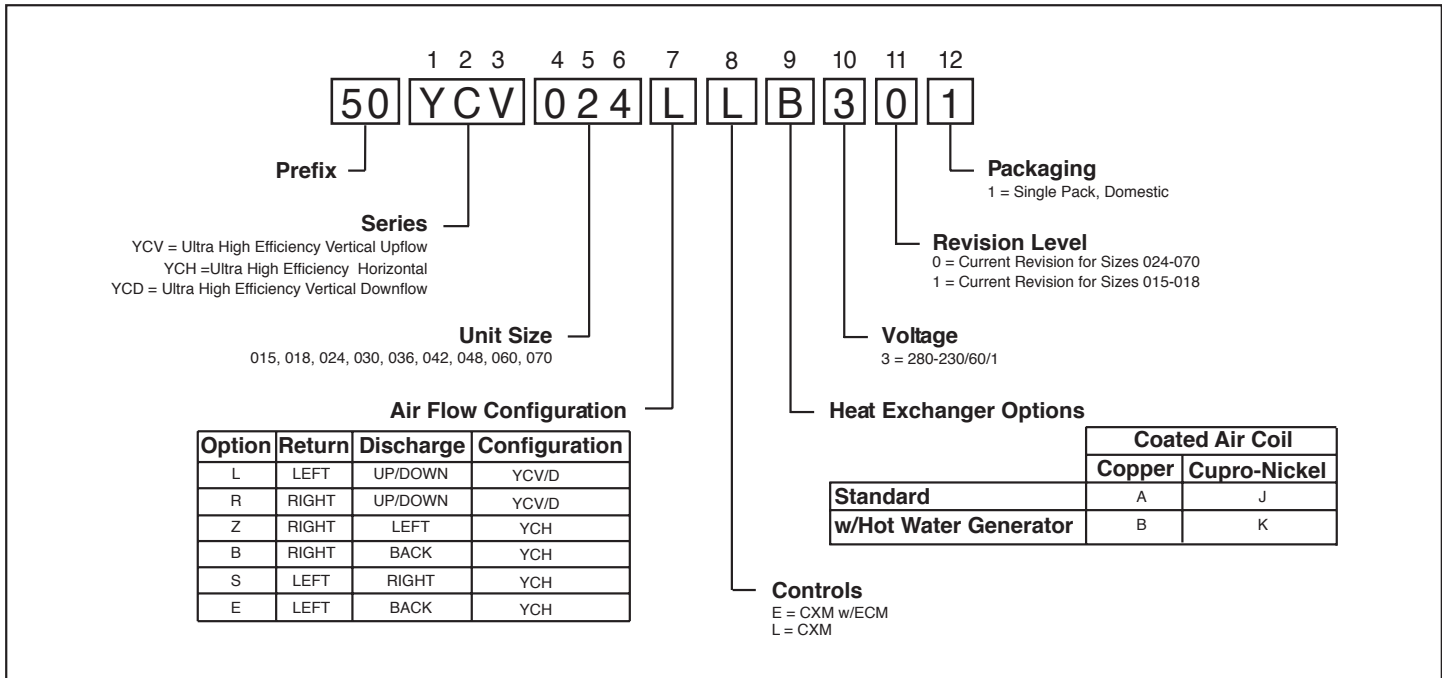 1 2 3 4 5 6 7 8 9 10 11 12
50 YCV 024 L L B 3 0 1
Prefix
Packaging
1 = Single Pack, Domestic
Series
YCV = Ultra High Efficiency Vertical Upflow
YCH =Ultra High Efficiency Horizontal
YCD = Ultra High Efficiency Vertical Downflow
Revision Level
0 = Current Revision for Sizes 024-070
1 = Current Revision for Sizes 015-018
Unit Size
015, 018, 024, 030, 036, 042, 048, 060, 070
Voltage
3 = 280-230/60/1
Air Flow Configuration
Option Return Discharge Configuration
L LEFT UP/DOWN YCV/D
R RIGHT UP/DOWN YCV/D
Z RIGHT LEFT YCH
B RIGHT BACK YCH
S LEFT RIGHT YCH
E LEFT BACK YCH
Heat Exchanger Options
Coated Air Coil
Copper Cupro-Nickel
Standard A J
w/Hot Water Generator B K
Controls
E = CXM w/ECM
L = CXM